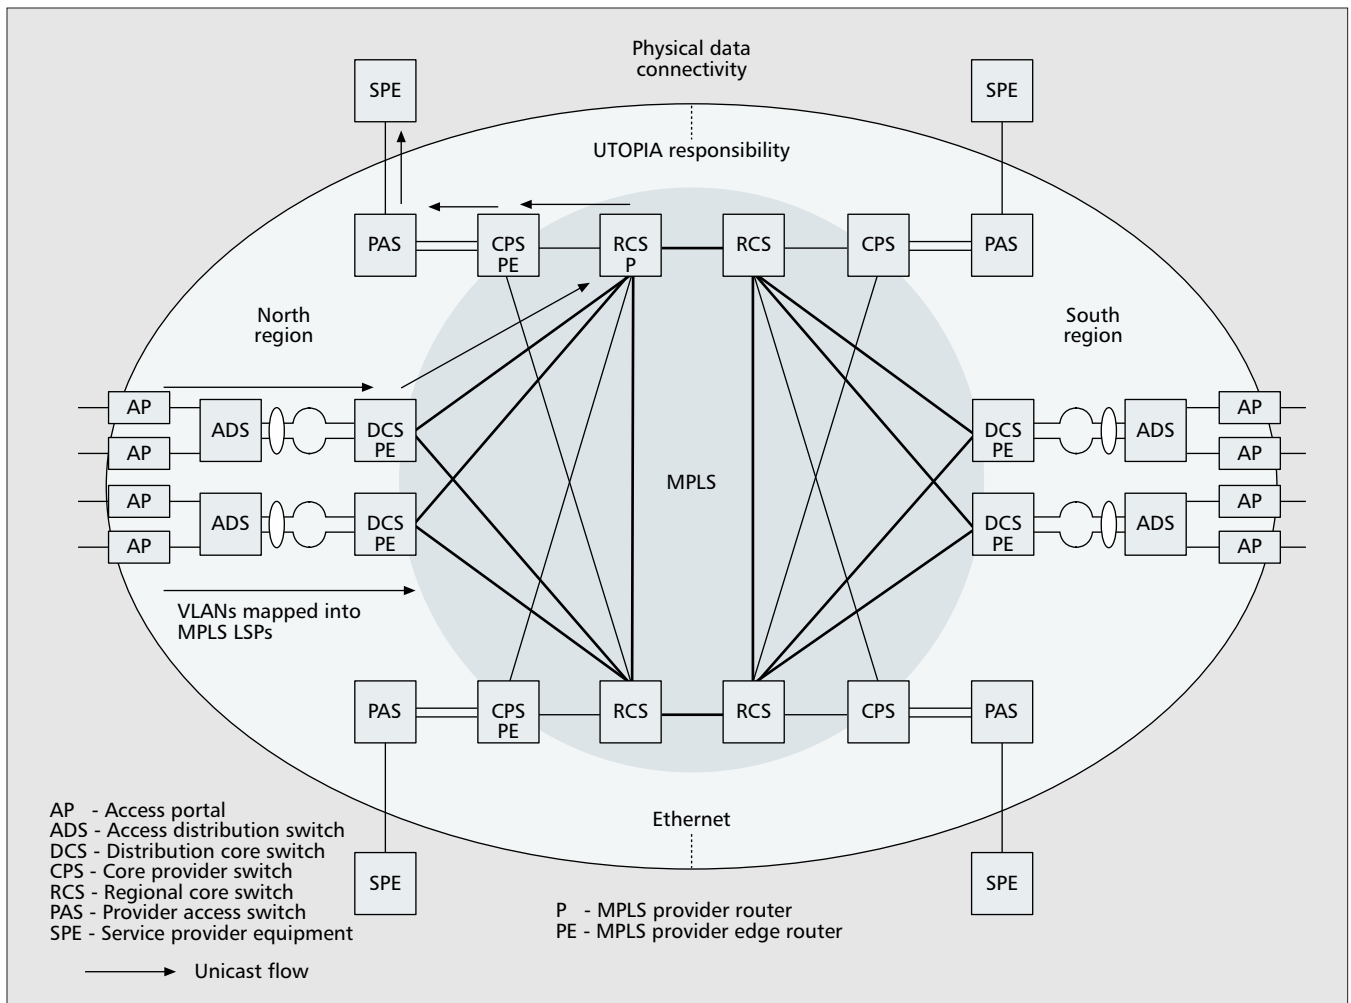 Physical data
connectivity
SPE
SPE
UTOPIA responsibility
PAS
CPS
PE
RCS
P
RCS
CPS
PAS
North
region
South
region
AP
ADS
AP
DCS
PE
DCS
PE
ADS
AP
AP
MPLS
AP
ADS
AP
DCS
PE
DCS
PE
ADS
AP
AP
VLANs mapped into
MPLS LSPs
PAS
CPS
PE
RCS
RCS
CPS
PAS
Ethernet
SPE
SPE
AP - Access portal
ADS - Access distribution switch
DCS - Distribution core switch
CPS - Core provider switch
RCS - Regional core switch
PAS - Provider access switch
SPE - Service provider equipment
P - MPLS provider router
PE - MPLS provider edge router
Unicast flow